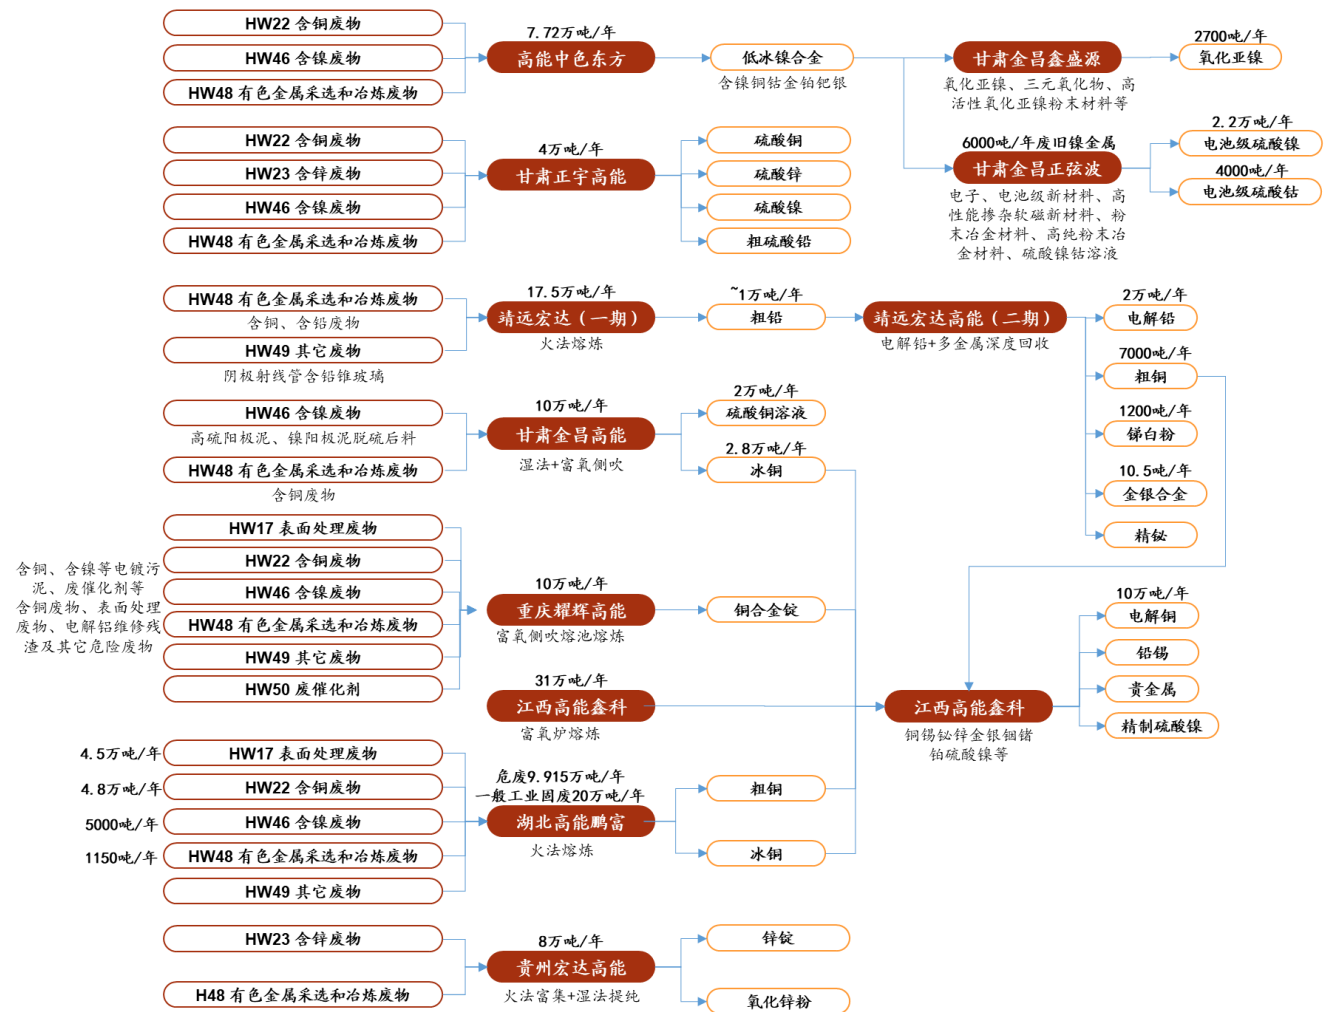 HW22 含铜废物
HW46 含镍废物
HW48 有色金属采选和冶炼废物
7.72万吨/年
高能中色东方
低冰镍合金
含镍铜钴金铂钯银
甘肃金昌鑫盛源
氧化亚镍、三元氧化物、高
活性氧化亚镍粉末材料等
2700吨/年
氧化亚镍
HW22 含铜废物
HW23 含锌废物
HW46 含镍废物
HW48 有色金属采选和冶炼废物
4万吨/年
甘肃正宇高能
硫酸铜
硫酸锌
硫酸镍
粗硫酸铅
6000吨/年废旧镍金属
甘肃金昌正弦波
电子、电池级新材料、高
性能掺杂软磁新材料、粉
末冶金材料、高纯粉末冶
金材料、硫酸镍钴溶液
2.2万吨/年
电池级硫酸镍
4000吨/年
电池级硫酸钴
HW48 有色金属采选和冶炼废物
含铜、含铅废物
HW49 其它废物
阴极射线管含铅锥玻璃
17.5万吨/年
靖远宏达（一期）
火法熔炼
~1万吨/年
粗铅
靖远宏达高能（二期）
电解铅+多金属深度回收
2万吨/年
电解铅
7000吨/年
粗铜
1200吨/年
锑白粉
10.5吨/年
金银合金
精铋
HW46 含镍废物
高硫阳极泥、镍阳极泥脱硫后料
HW48 有色金属采选和冶炼废物
含铜废物
10万吨/年
甘肃金昌高能
湿法+富氧侧吹
2万吨/年
硫酸铜溶液
2.8万吨/年
冰铜
含铜、含镍等电镀污
泥、废催化剂等
含铜废物、表面处理
废物、电解铝维修残
渣及其它危险废物
HW17 表面处理废物
HW22 含铜废物
HW46 含镍废物
HW48 有色金属采选和冶炼废物
HW49 其它废物
HW50 废催化剂
10万吨/年
重庆耀辉高能
富氧侧吹熔池熔炼
铜合金锭
31万吨/年
江西高能鑫科
富氧炉熔炼
江西高能鑫科
铜锡铋锌金银铟锗
铂硫酸镍等
10万吨/年
电解铜
铅锡
贵金属
精制硫酸镍
4.5万吨/年
HW17 表面处理废物
4.8万吨/年
HW22 含铜废物
5000吨/年
HW46 含镍废物
1150吨/年
HW48 有色金属采选和冶炼废物
HW49 其它废物
危废9.915万吨/年
一般工业固废20万吨/年
湖北高能鹏富
火法熔炼
粗铜
冰铜
HW23 含锌废物
H48 有色金属采选和冶炼废物
8万吨/年
贵州宏达高能
火法富集+湿法提纯
锌锭
氧化锌粉